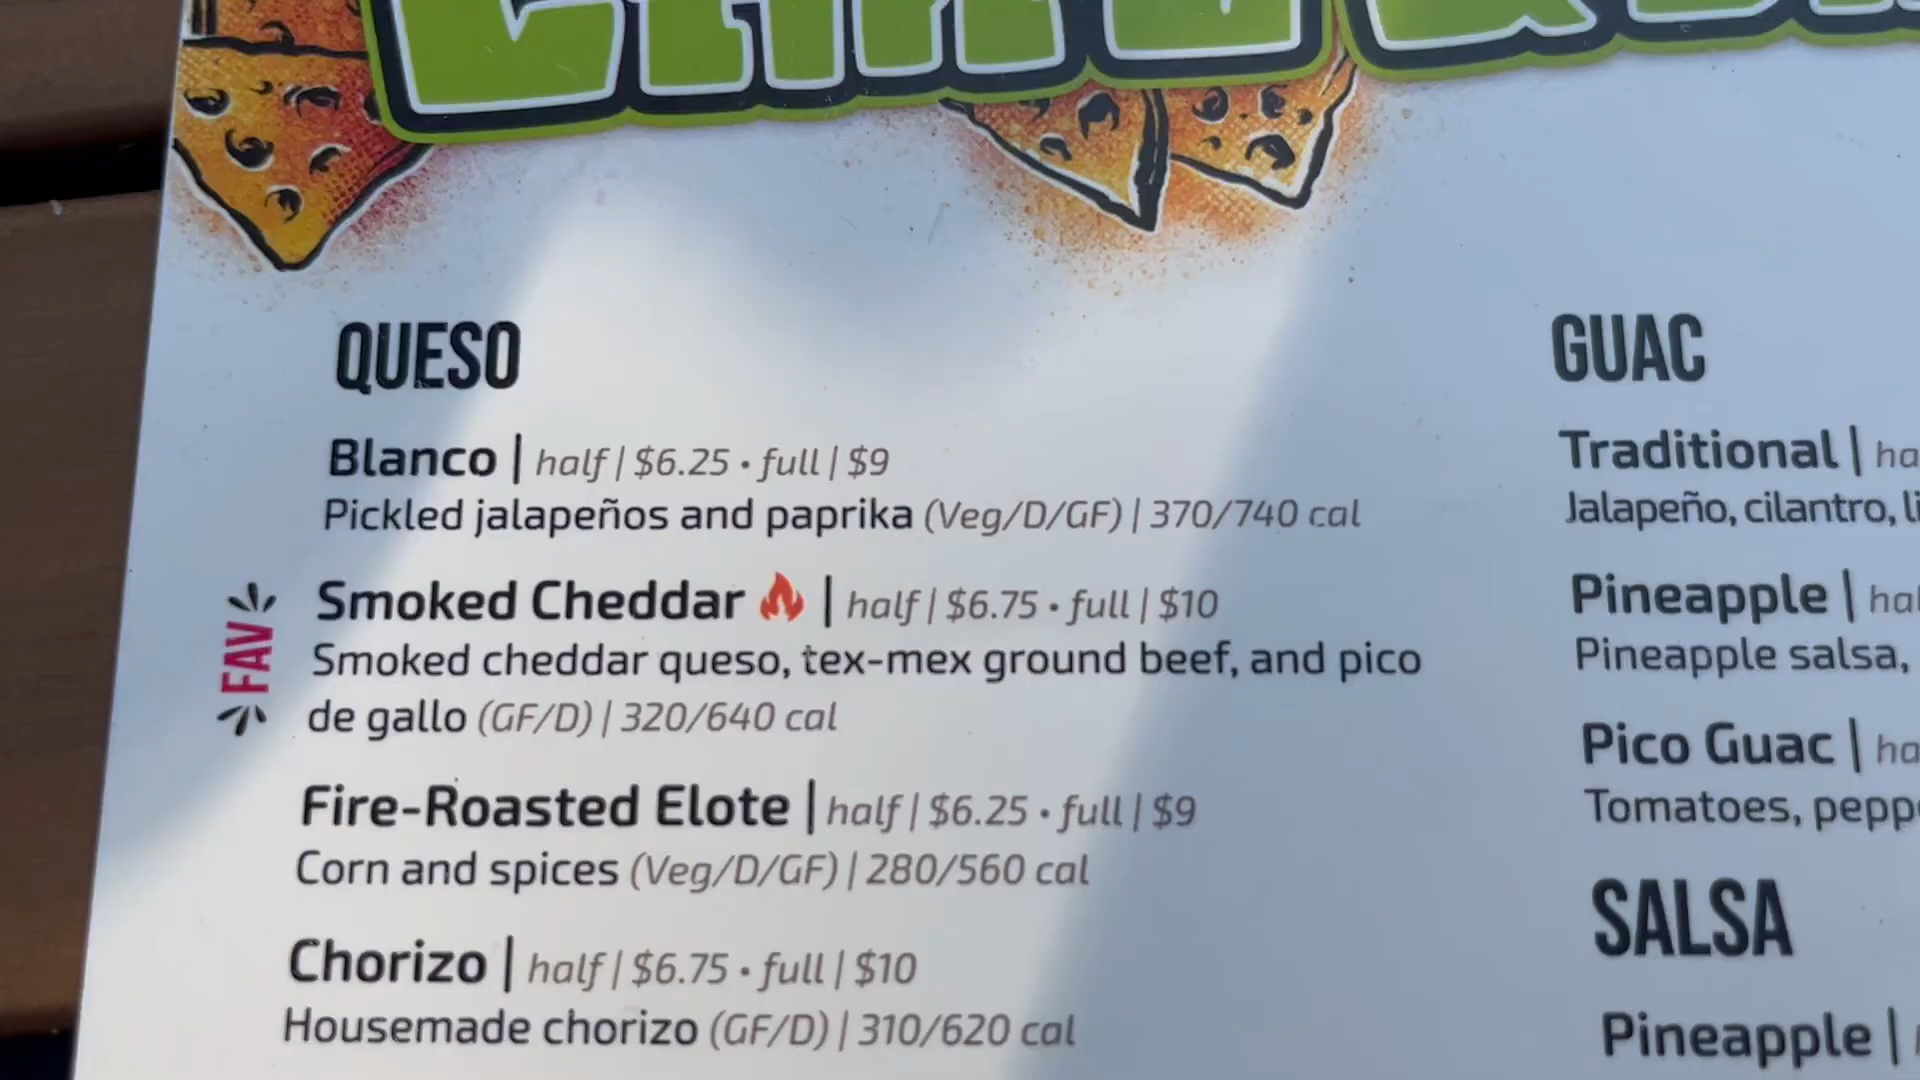 QUESO
Blanco | half | $6.25 • full | $9
Pickled jalapeños and paprika (Veg/D/GF) | 370/740 cal
FAV
Smoked Cheddar 🔥 | half | $6.75 • full | $10
Smoked cheddar queso, tex-mex ground beef, and pico
de gallo (GF/D) | 320/640 cal
Fire-Roasted Elote | half | $6.25 • full | $9
Corn and spices (Veg/D/GF) | 280/560 cal
Chorizo | half | $6.75 • full | $10
Housemade chorizo (GF/D) | 310/620 cal
GUAC
Traditional |
Jalapeño, cilantro,
Pineapple |
Pineapple salsa,
Pico Guac |
Tomatoes,
SALSA
Pineapple |